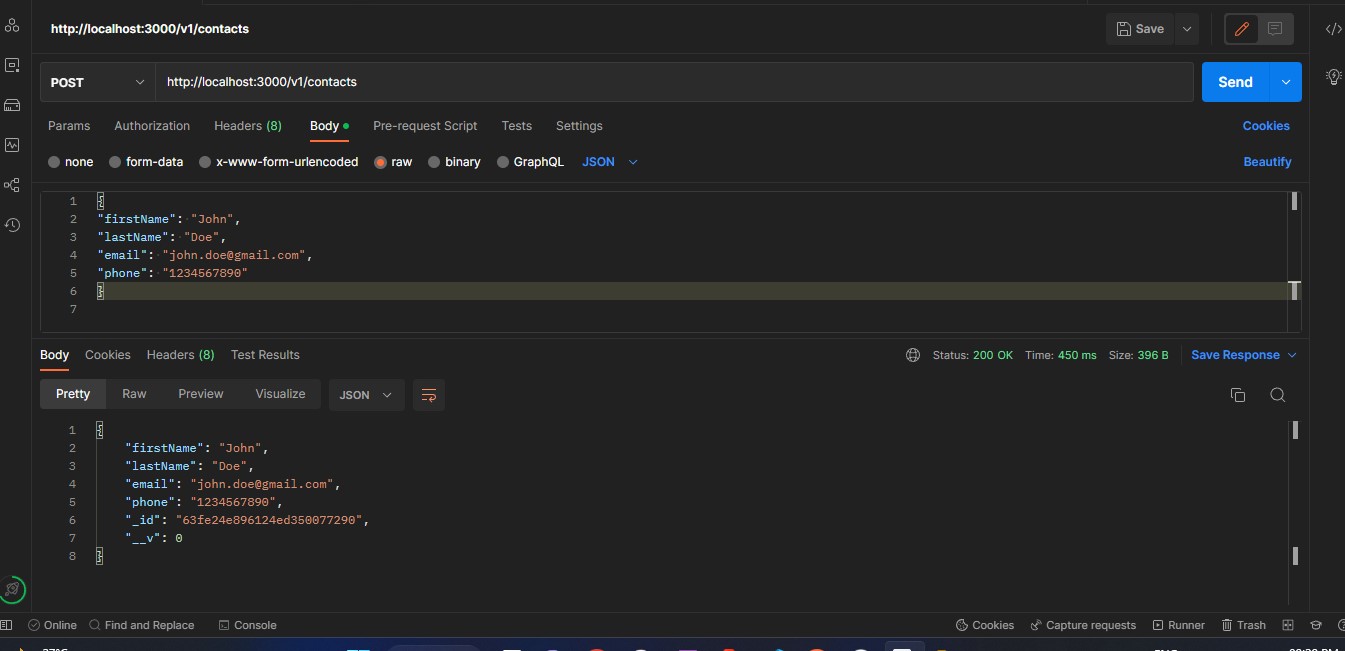 http://localhost:3000/v1/contacts
Save
POST http://localhost:3000/v1/contacts Send
Params Authorization Headers (8) Body Pre-request Script Tests Settings Cookies
none form-data x-www-form-urlencoded raw binary GraphQL JSON Beautify
1 {
2 "firstName": "John",
3 "lastName": "Doe",
4 "email": "john.doe@gmail.com",
5 "phone": "1234567890"
6 }
7
Body Cookies Headers (8) Test Results Status: 200 OK Time: 450 ms Size: 396 B Save Response
Pretty Raw Preview Visualize JSON
1 {
2 "firstName": "John",
3 "lastName": "Doe",
4 "email": "john.doe@gmail.com",
5 "phone": "1234567890",
6 "_id": "63fe24e896124ed350077290",
7 "__v": 0
8 }
Online Find and Replace Console Cookies Capture requests Runner Trash